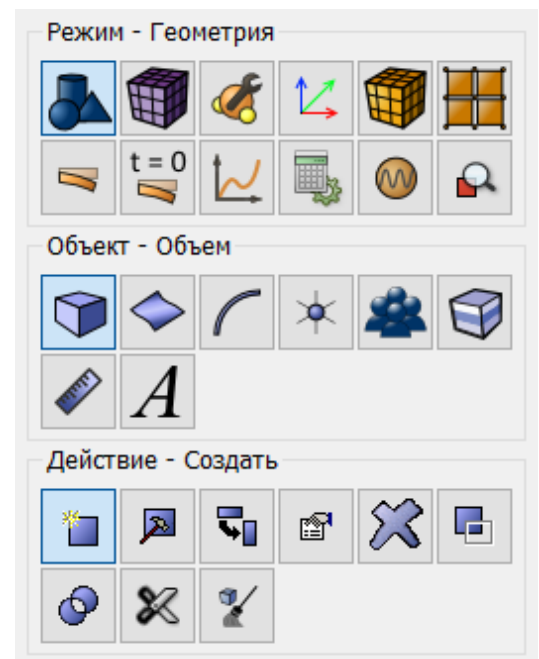 Режим - Геометрия
t = 0
Объект - Объем
A
Действие - Создать